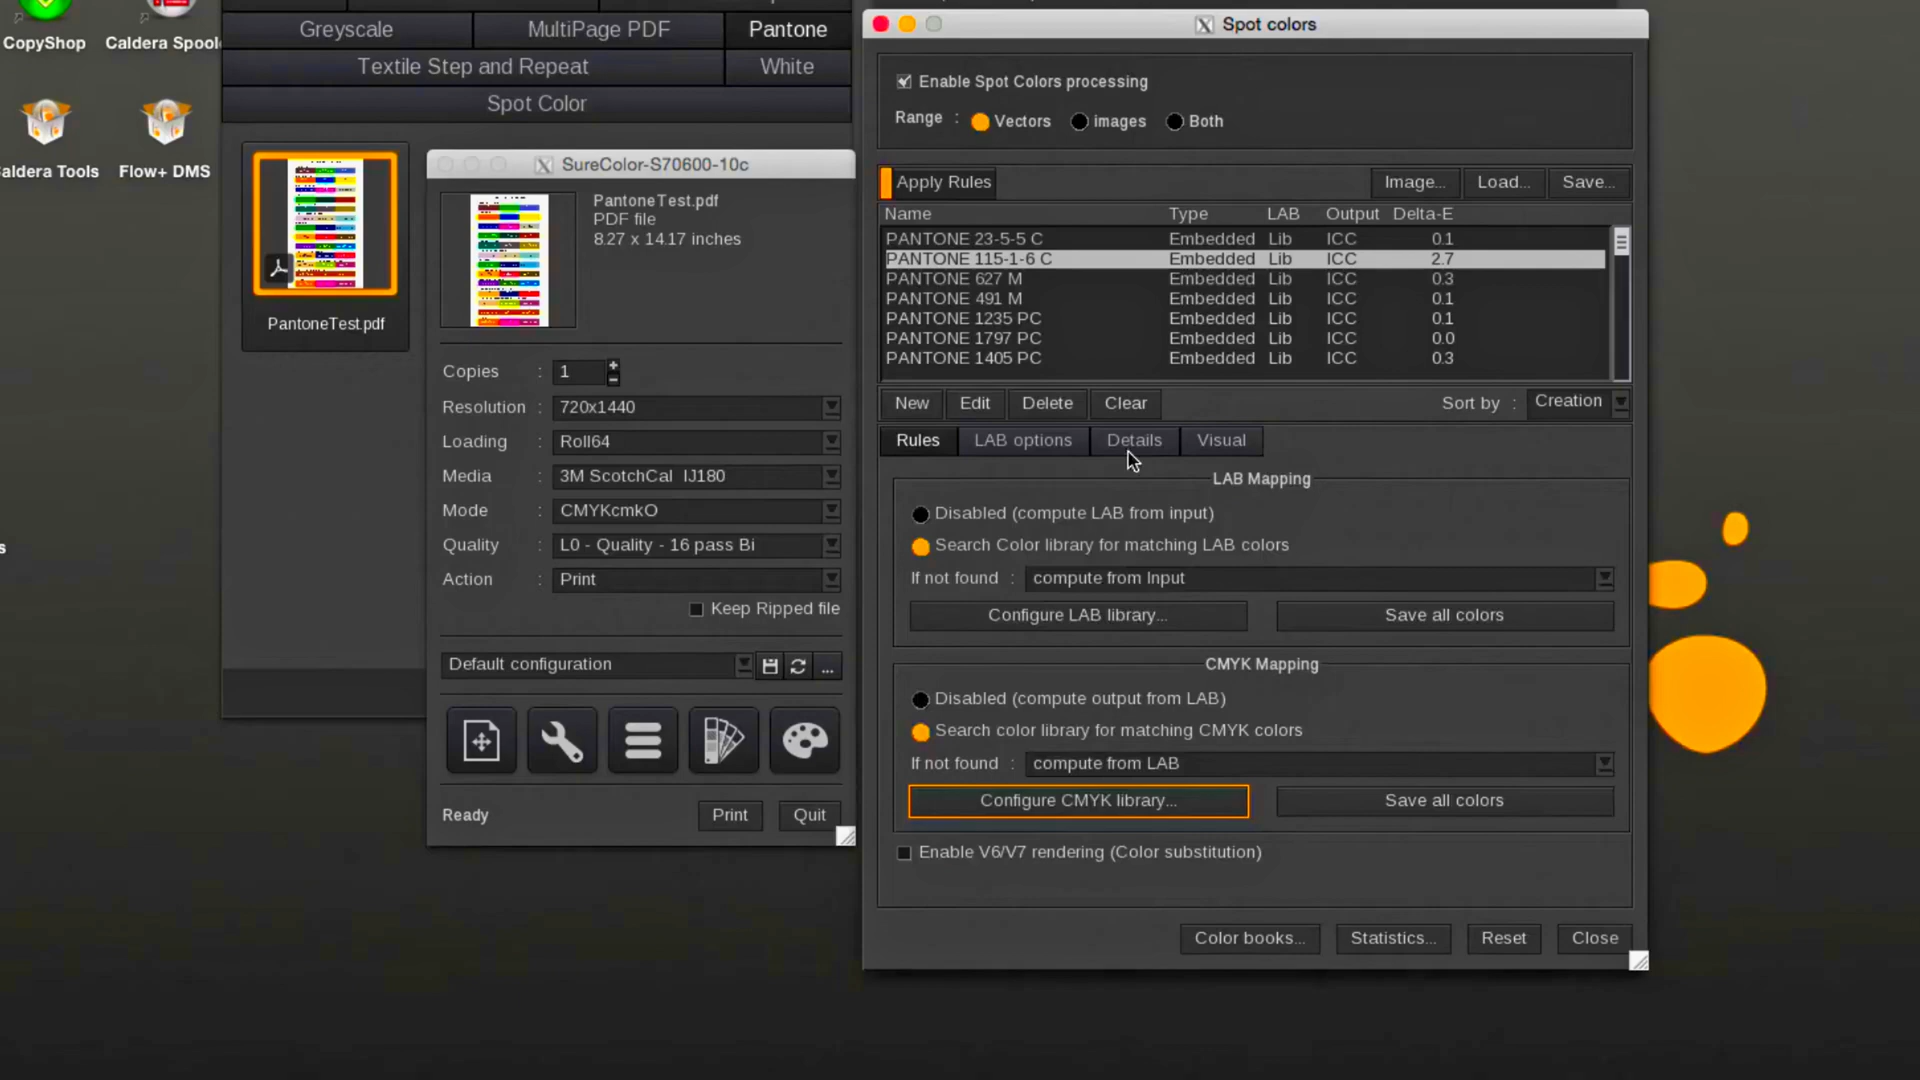 CopyShop
Caldera Spool
aldera Tools
Flow+ DMS
s
Greyscale
MultiPage PDF
Pantone
Textile Step and Repeat
White
Spot Color
PantoneTest.pdf
SureColor-S70600-10c
PantoneTest.pdf
PDF file
8.27 x 14.17 inches
Copies : 1
Resolution : 720x1440
Loading : Roll64
Media : 3M ScotchCal IJ180
Mode : CMYKcmkO
Quality : L0 - Quality - 16 pass Bi
Action : Print
Keep Ripped file
Default configuration
...
Ready
Print
Quit
Spot colors
Enable Spot Colors processing
Range : Vectors images Both
Apply Rules
Image...
Load...
Save...
Name Type LAB Output Delta-E
PANTONE 23-5-5 C Embedded Lib ICC 0.1
PANTONE 115-1-6 C Embedded Lib ICC 2.7
PANTONE 627 M Embedded Lib ICC 0.3
PANTONE 491 M Embedded Lib ICC 0.1
PANTONE 1235 PC Embedded Lib ICC 0.1
PANTONE 1797 PC Embedded Lib ICC 0.0
PANTONE 1405 PC Embedded Lib ICC 0.3
New
Edit
Delete
Clear
Sort by : Creation
Rules
LAB options
Details
Visual
LAB Mapping
Disabled (compute LAB from input)
Search Color library for matching LAB colors
If not found : compute from Input
Configure LAB library...
Save all colors
CMYK Mapping
Disabled (compute output from LAB)
Search color library for matching CMYK colors
If not found : compute from LAB
Configure CMYK library...
Save all colors
Enable V6/V7 rendering (Color substitution)
Color books...
Statistics...
Reset
Close